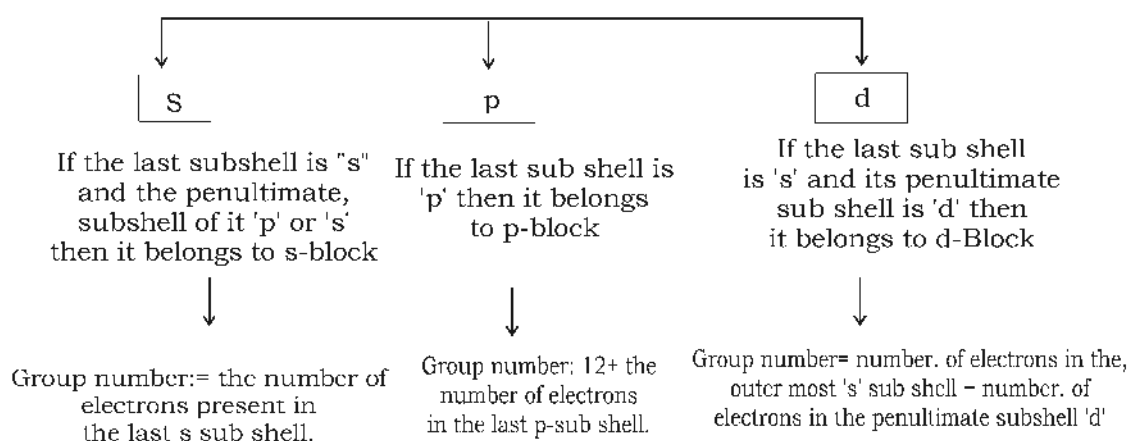 S
If the last subshell is "s"
and the penultimate,
subshell of it 'p' or 's'
then it belongs to s-block
Group number:= the number of
electrons present in
the last s sub shell.
p
If the last sub shell is
'p' then it belongs
to p-block
Group number: 12+ the
number of electrons
in the last p-sub shell.
d
If the last sub shell
is 's' and its penultimate
sub shell is 'd' then
it belongs to d-Block
Group number= number. of electrons in the,
outer most 's' sub shell – number. of
electrons in the penultimate subshell 'd'